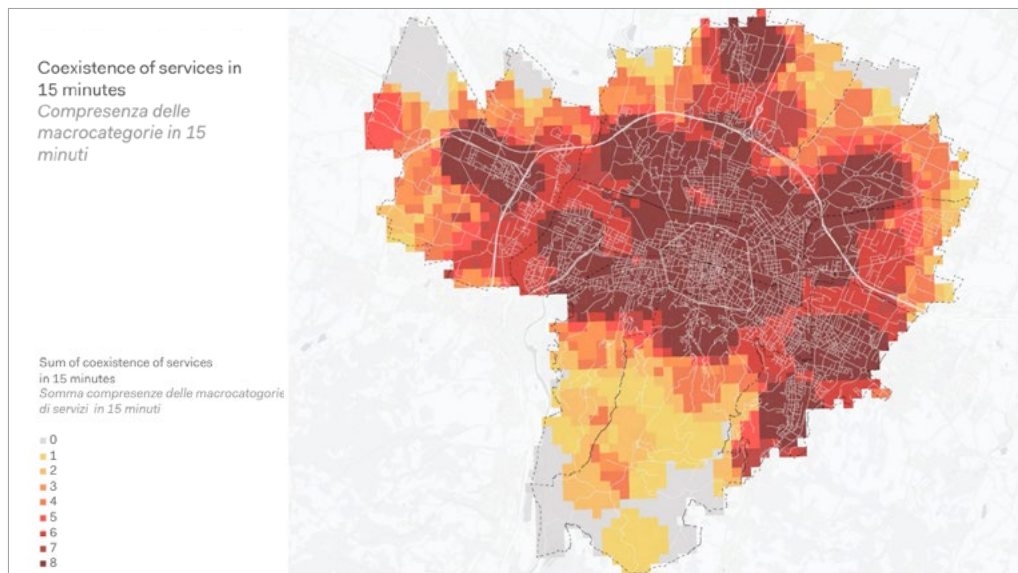 Coexistence of services in
15 minutes
Compresenza delle
macrocategorie in 15
minuti
Sum of coexistence of services
in 15 minutes
Somma compresenze delle macrocatogorie
di servizi in 15 minuti
0
1
2
3
4
5
6
7
8